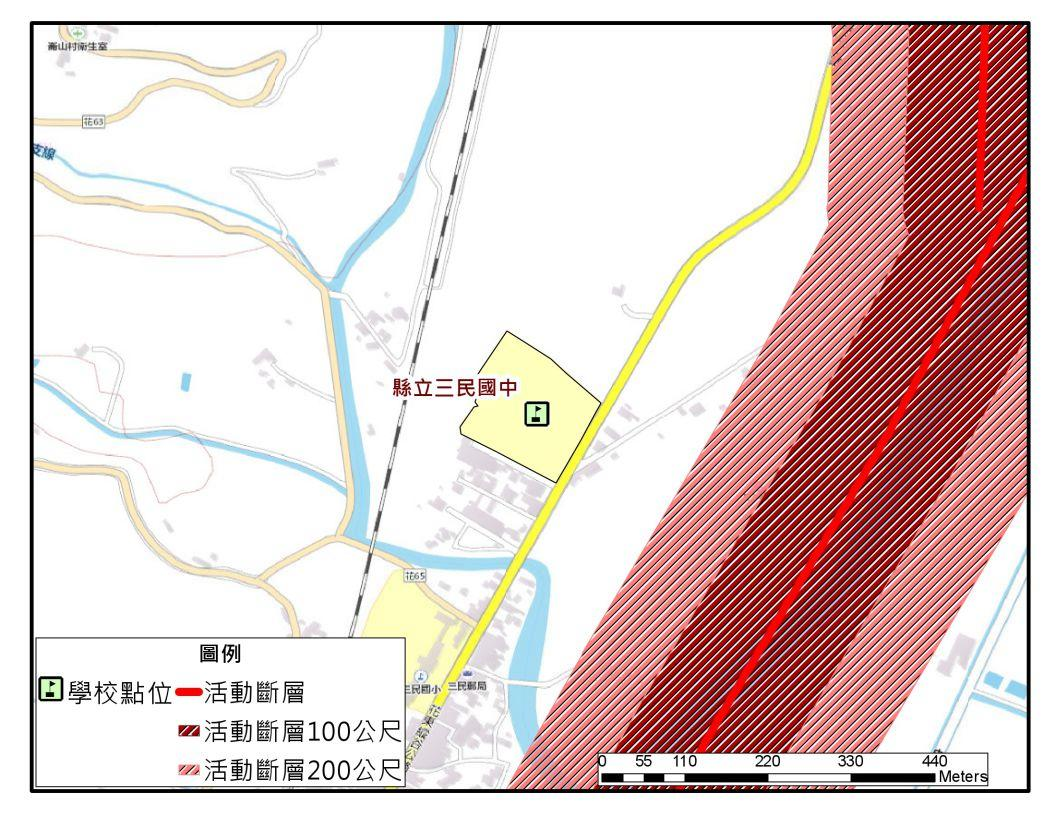 崙山村衛生室
花63
支線
縣立三民國中
花65
三民國小
三民郵局
圖例
學校點位
活動斷層
活動斷層100公尺
活動斷層200公尺
0 55 110 220 330 440
Meters